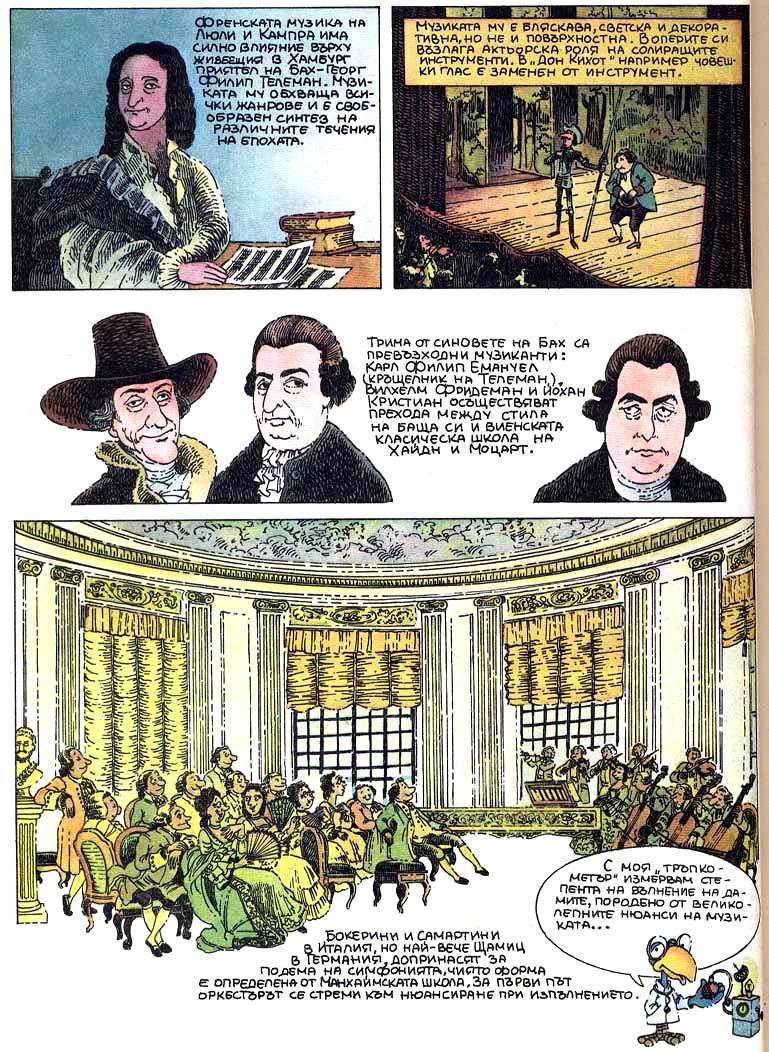 Френската музика на
Люли и Кампра има
силно влияние върху
живеещия в Хамбург
приятел на Бах-Георг
Филип Телеман. Музи-
ката му обхваща вси-
чки жанрове и е свое-
образен синтез на
различните течения
на епохата.
Музиката му е бляскава, светска и декора-
тивна, но не и повърхностна. В оперите си
възлага актьорска роля на солиращите
инструменти. В „Дон Кихот" например човеш-
ки глас е заменен от инструмент.
Трима от синовете на Бах са
превъзходни музиканти:
Карл Филип Емануел
(кръщелник на Телеман),
Вилхелм Фридеман и Йохан
Кристиан осъществяват
прехода между стила
на баща си и виенската
класическа школа на
Хайдн и Моцарт.
С моя „тръпко-
метър" измервам сте-
пента на вълнение на да-
мите, породено от велико-
лепните нюанси на музи-
ката...
Бокерини и Самартини
в Италия, но най-вече Щамиц
в Германия, допринасят за
подема на симфонията, чиято форма
е определена от Манхаймската школа. За първи път
оркестърът се стреми към нюансиране при изпълнението.